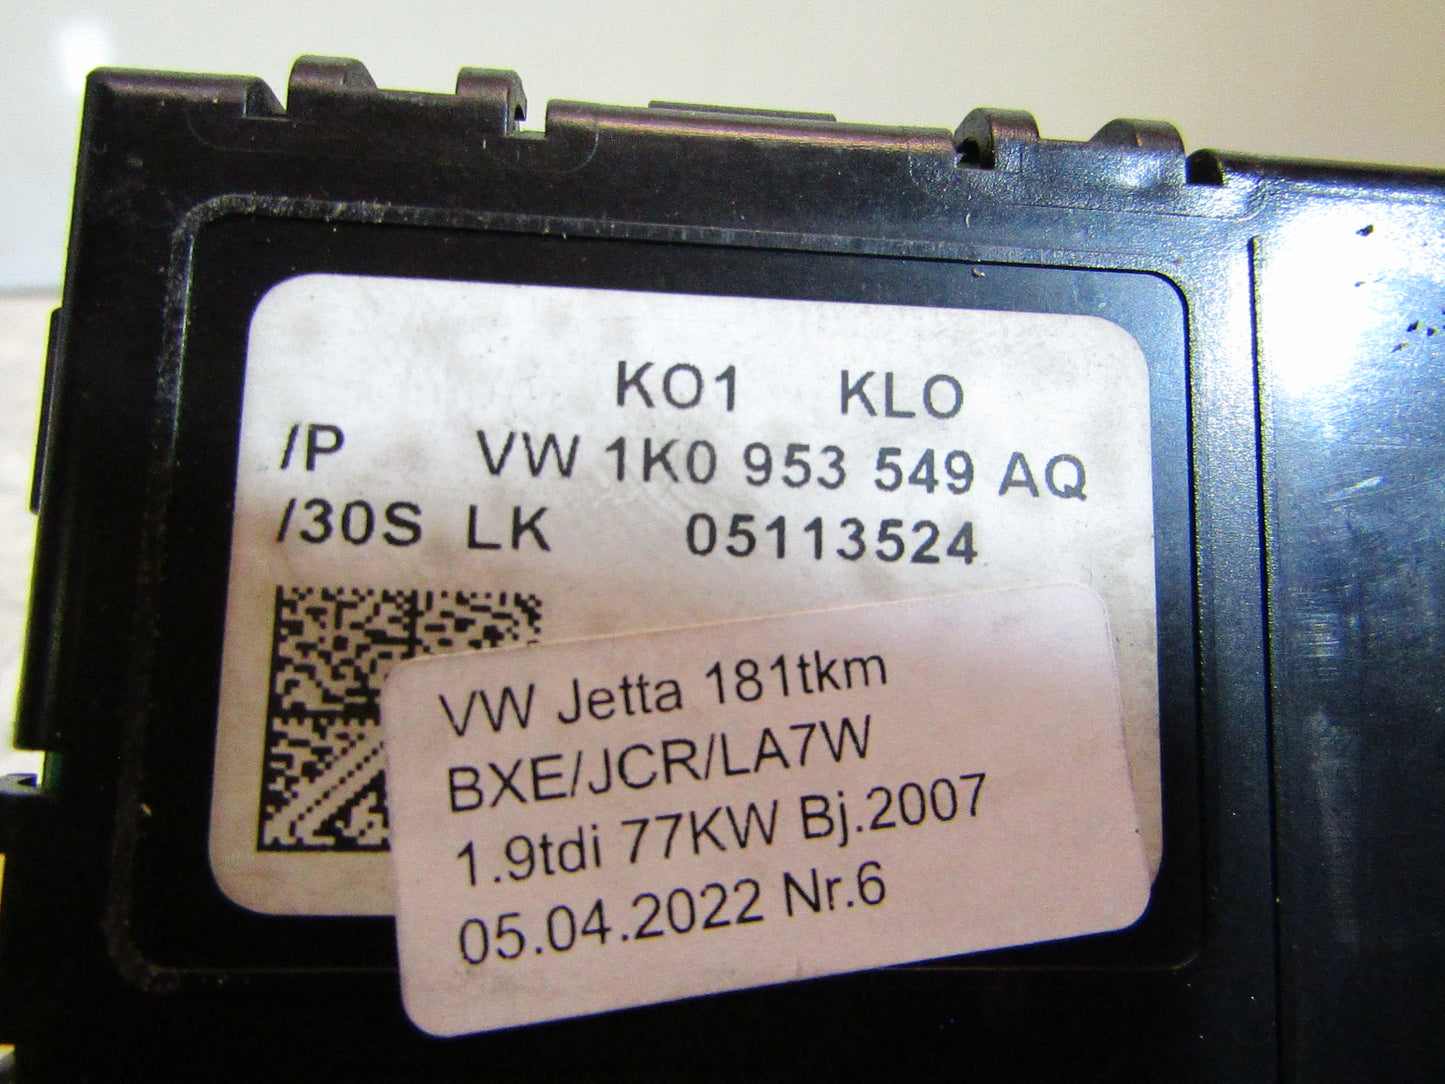 KO1 KLO
/P VW 1K0 953 549 AQ
/30S LK 05113524
VW Jetta 181tkm
BXE/JCR/LA7W
1.9tdi 77KW Bj.2007
05.04.2022 Nr.6